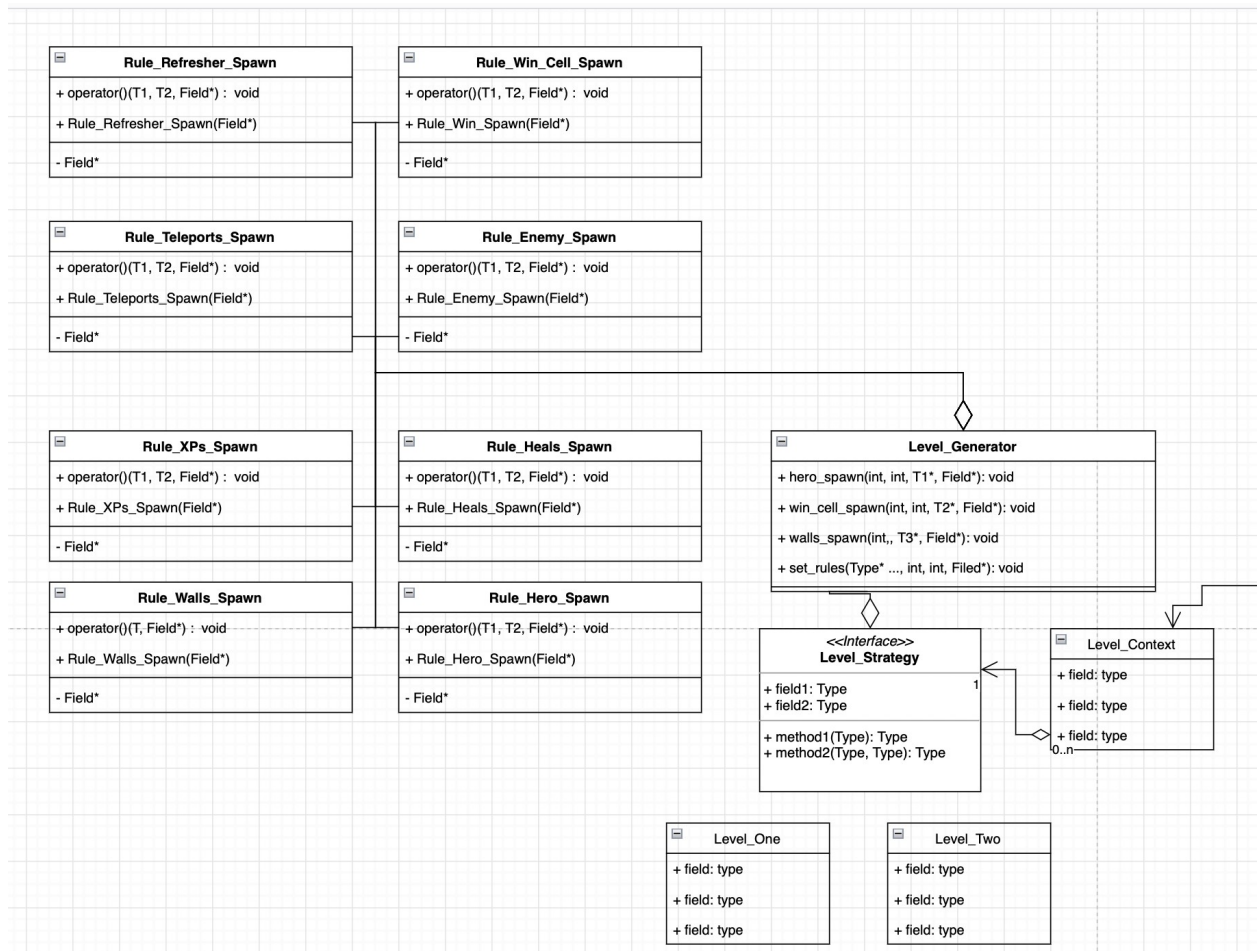 Rule_Refresher_Spawn
+ operator()(T1, T2, Field*) : void
+ Rule_Refresher_Spawn(Field*)
- Field*
Rule_Win_Cell_Spawn
+ operator()(T1, T2, Field*) : void
+ Rule_Win_Spawn(Field*)
- Field*
Rule_Teleports_Spawn
+ operator()(T1, T2, Field*) : void
+ Rule_Teleports_Spawn(Field*)
- Field*
Rule_Enemy_Spawn
+ operator()(T1, T2, Field*) : void
+ Rule_Enemy_Spawn(Field*)
- Field*
Rule_XPs_Spawn
+ operator()(T1, T2, Field*) : void
+ Rule_XPs_Spawn(Field*)
- Field*
Rule_Heals_Spawn
+ operator()(T1, T2, Field*) : void
+ Rule_Heals_Spawn(Field*)
- Field*
Level_Generator
+ hero_spawn(int, int, T1*, Field*): void
+ win_cell_spawn(int, int, T2*, Field*): void
+ walls_spawn(int,, T3*, Field*): void
+ set_rules(Type* ..., int, int, Filed*): void
Rule_Walls_Spawn
+ operator()(T, Field*) : void
+ Rule_Walls_Spawn(Field*)
- Field*
Rule_Hero_Spawn
+ operator()(T1, T2, Field*) : void
+ Rule_Hero_Spawn(Field*)
- Field*
<<Interface>>
Level_Strategy
1
+ field1: Type
+ field2: Type
+ method1(Type): Type
+ method2(Type, Type): Type
Level_Context
+ field: type
+ field: type
+ field: type
0..n
Level_One
+ field: type
+ field: type
+ field: type
Level_Two
+ field: type
+ field: type
+ field: type